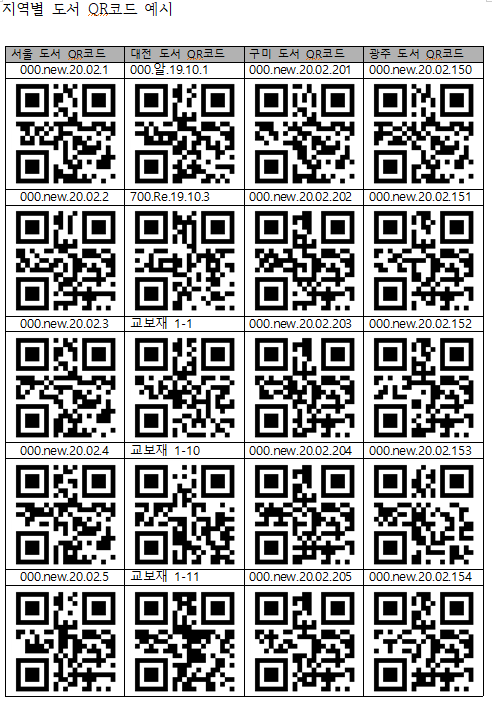 지역별 도서 QR코드 예시
서울 도서 QR코드 대전 도서 QR코드 구미 도서 QR코드 광주 도서 QR코드
000.new.20.02.1 000.알.19.10.1 000.new.20.02.201 000.new.20.02.150
000.new.20.02.2 700.Re.19.10.3 000.new.20.02.202 000.new.20.02.151
000.new.20.02.3 교보재 1-1 000.new.20.02.203 000.new.20.02.152
000.new.20.02.4 교보재 1-10 000.new.20.02.204 000.new.20.02.153
000.new.20.02.5 교보재 1-11 000.new.20.02.205 000.new.20.02.154